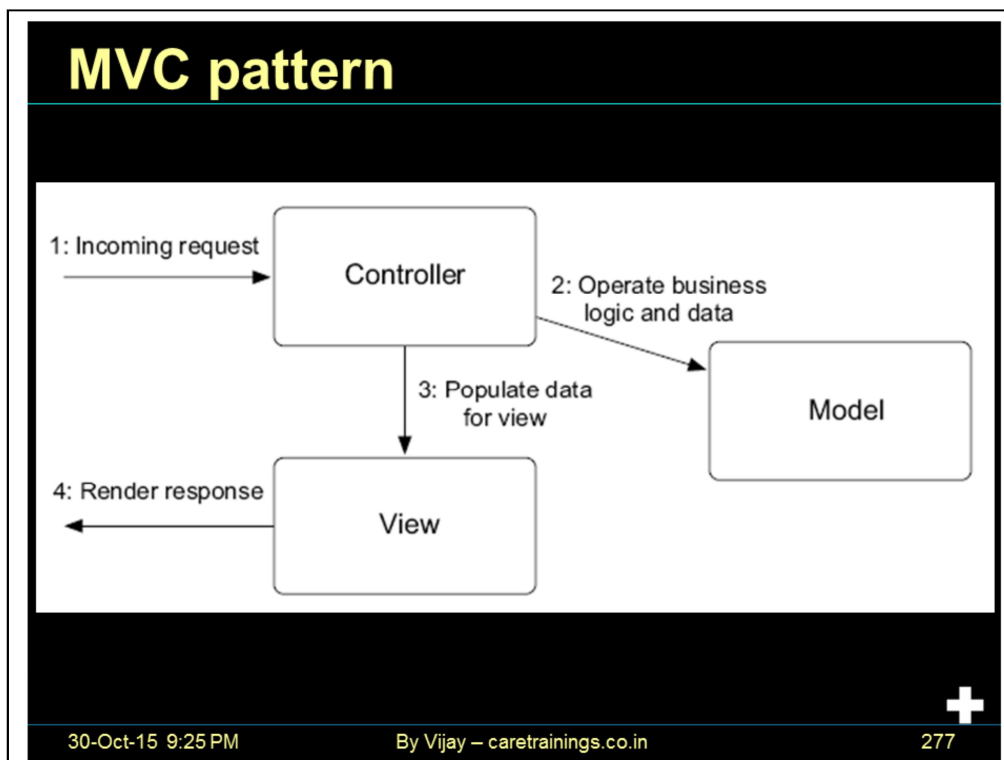 MVC pattern
1: Incoming request
Controller
2: Operate business
logic and data
Model
3: Populate data
for view
4: Render response
View
30-Oct-15 9:25 PM
By Vijay – caretrainings.co.in
277